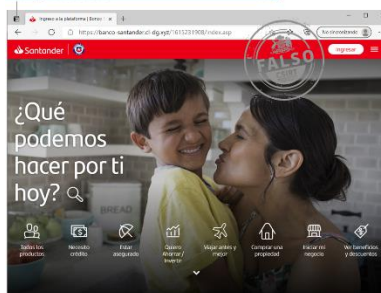 Ingreso a la plataforma | Banco
https://banco-santander.cl-dg.xyz/1615231908/index.asp
No sincronizando
Santander
Ingresar
FALSO
¿Qué
podemos
hacer por ti
hoy?
BREAD
Todos los productos
Necesito crédito
Estar asegurado
Quiero Ahorrar / Invertir
Viajar antes y mejor
Comprar una propiedad
Iniciar mi negocio
Ver beneficios y descuentos